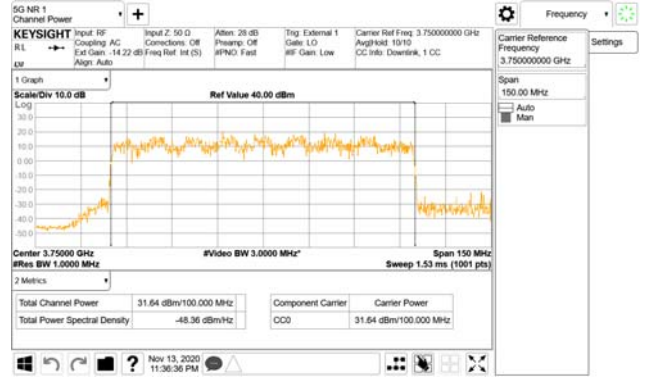 5G NR 1
Channel Power
Frequency
KEYSIGHT
RL
Input: RF
Coupling: AC
Ext Gain: -14.22 dB
Align: Auto
Input Z: 50 Ω
Corrections: Off
Freq Ref: Int (S)
Atten: 28 dB
Preamp: Off
#PNO: Fast
Trig: External 1
Gate: LO
#IF Gain: Low
Carrier Ref Freq: 3.750000000 GHz
Avg|Hold: 10/10
CC Info: Downlink, 1 CC
Carrier Reference
Frequency
3.750000000 GHz
Settings
Span
150.00 MHz
Auto
Man
1 Graph
Scale/Div 10.0 dB
Ref Value 40.00 dBm
Log
30.0
20.0
10.0
0.00
-10.0
-20.0
-30.0
-40.0
-50.0
Center 3.75000 GHz
#Video BW 3.0000 MHz*
Span 150 MHz
#Res BW 1.0000 MHz
Sweep 1.53 ms (1001 pts)
2 Metrics
Total Channel Power 31.64 dBm/100.000 MHz
Total Power Spectral Density -48.36 dBm/Hz
Component Carrier Carrier Power
CC0 31.64 dBm/100.000 MHz
?
Nov 13, 2020
11:36:36 PM